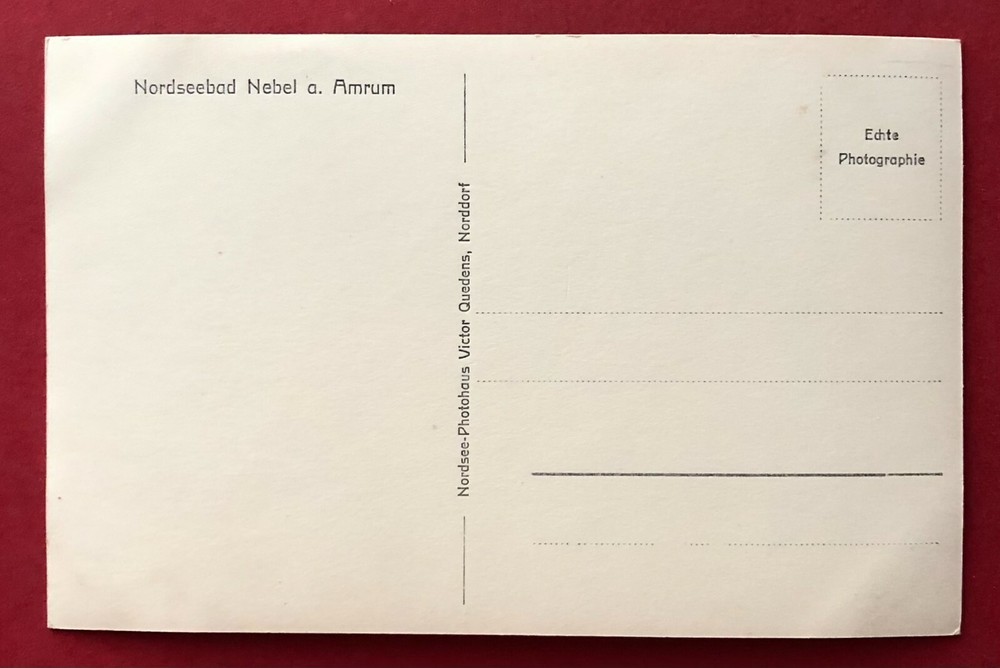 Nordseebad Nebel a. Amrum
Nordsee-Photohaus Victor Quedens, Norddorf
Echte
Photographie